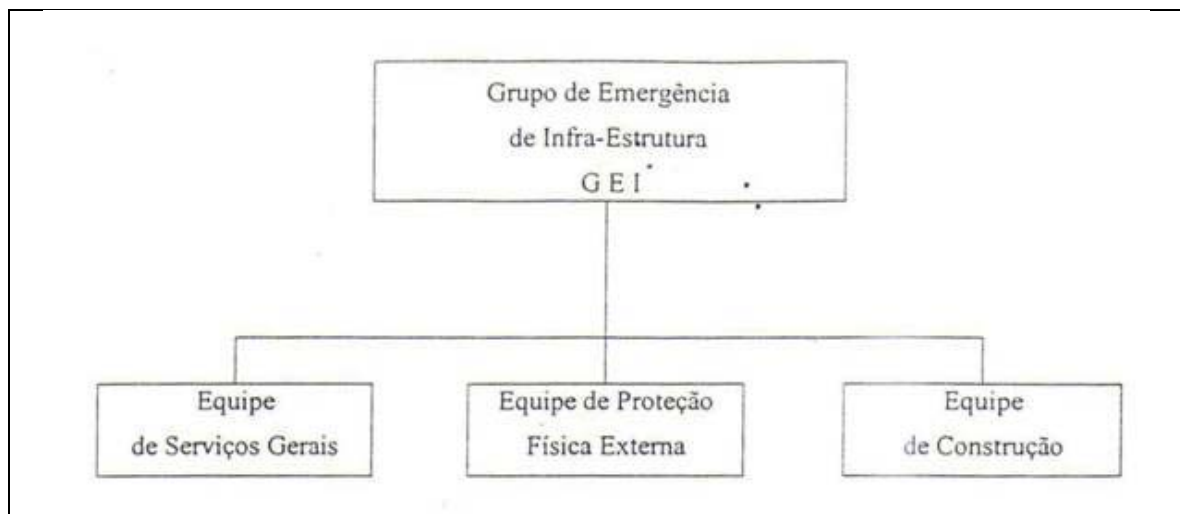 Grupo de Emergência
de Infra-Estrutura
G E I
Equipe
de Serviços Gerais
Equipe de Proteção
Física Externa
Equipe
de Construção